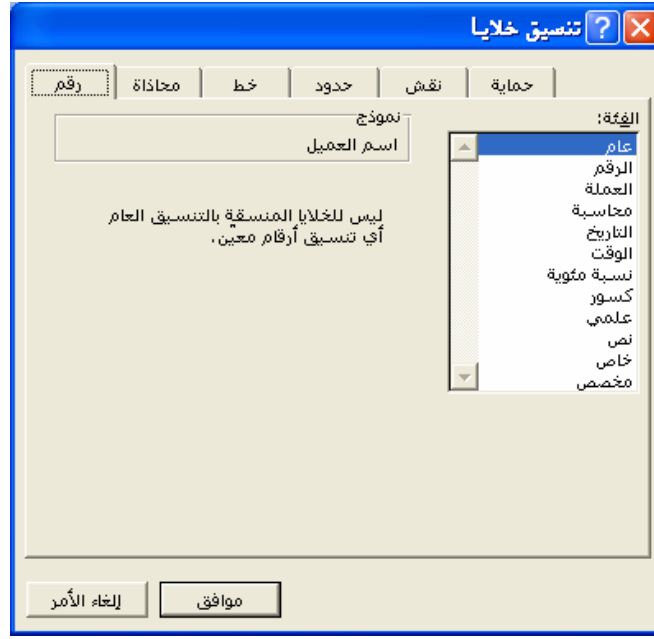 تنسيق خلايا
رقم
محاذاة
خط
حدود
نقش
حماية
الفئة:
عام
الرقم
العملة
محاسبة
التاريخ
الوقت
نسبة مئوية
كسور
علمي
نص
خاص
مخصص
نموذج
اسم العميل
ليس للخلايا المنسقة بالتنسيق العام
أي تنسيق أرقام معيّن.
موافق
إلغاء الأمر